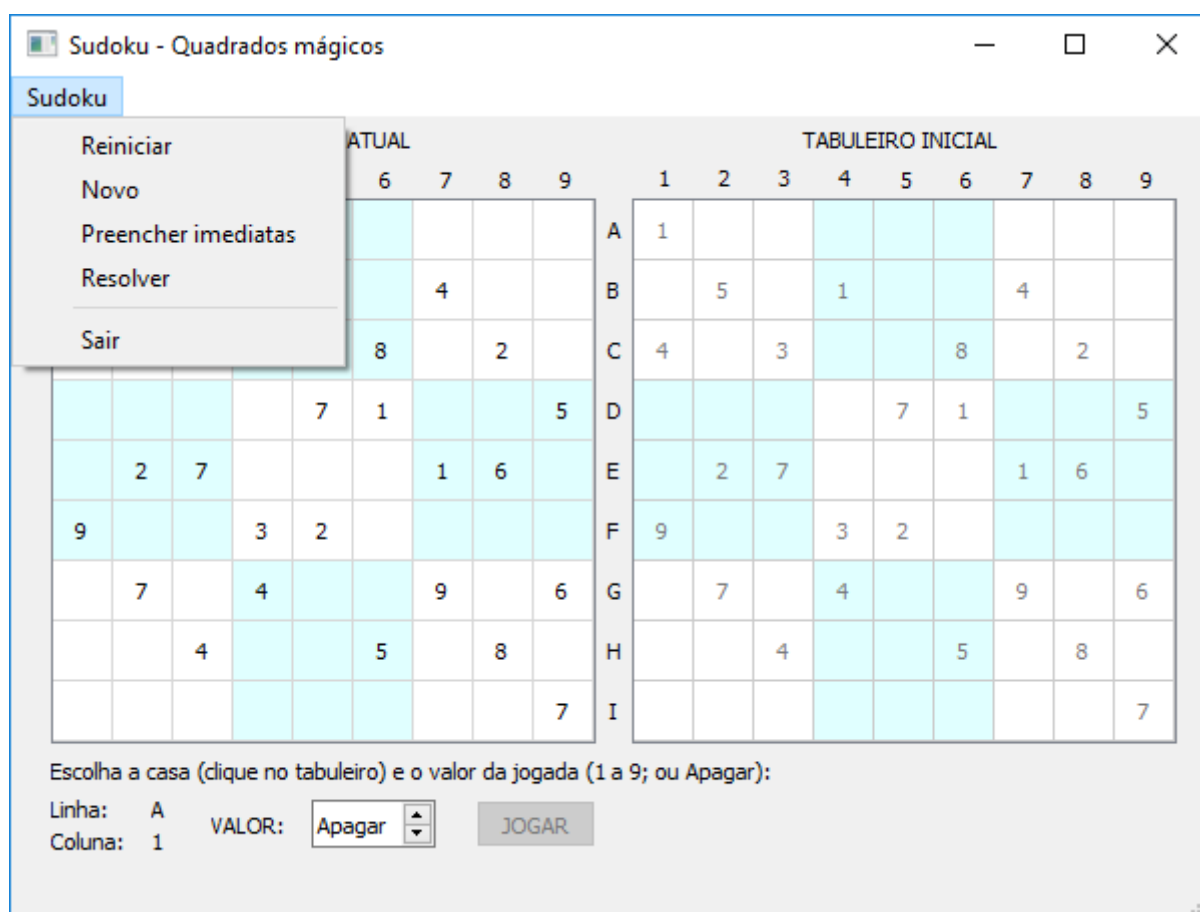 Sudoku - Quadrados mágicos
Sudoku
Reiniciar
Novo
Preencher imediatas
Resolver
Sair
ATUAL
TABULEIRO INICIAL
6 7 8 9 1 2 3 4 5 6 7 8 9
A 1
4 B 5 1 4
8 2 C 4 3 8 2
7 1 5 D 7 1 5
2 7 1 6 E 2 7 1 6
9 3 2 F 9 3 2
7 4 9 6 G 7 4 9 6
4 5 8 H 4 5 8
7 I 7
Escolha a casa (clique no tabuleiro) e o valor da jogada (1 a 9; ou Apagar):
Linha: A
Coluna: 1
VALOR: Apagar JOGAR